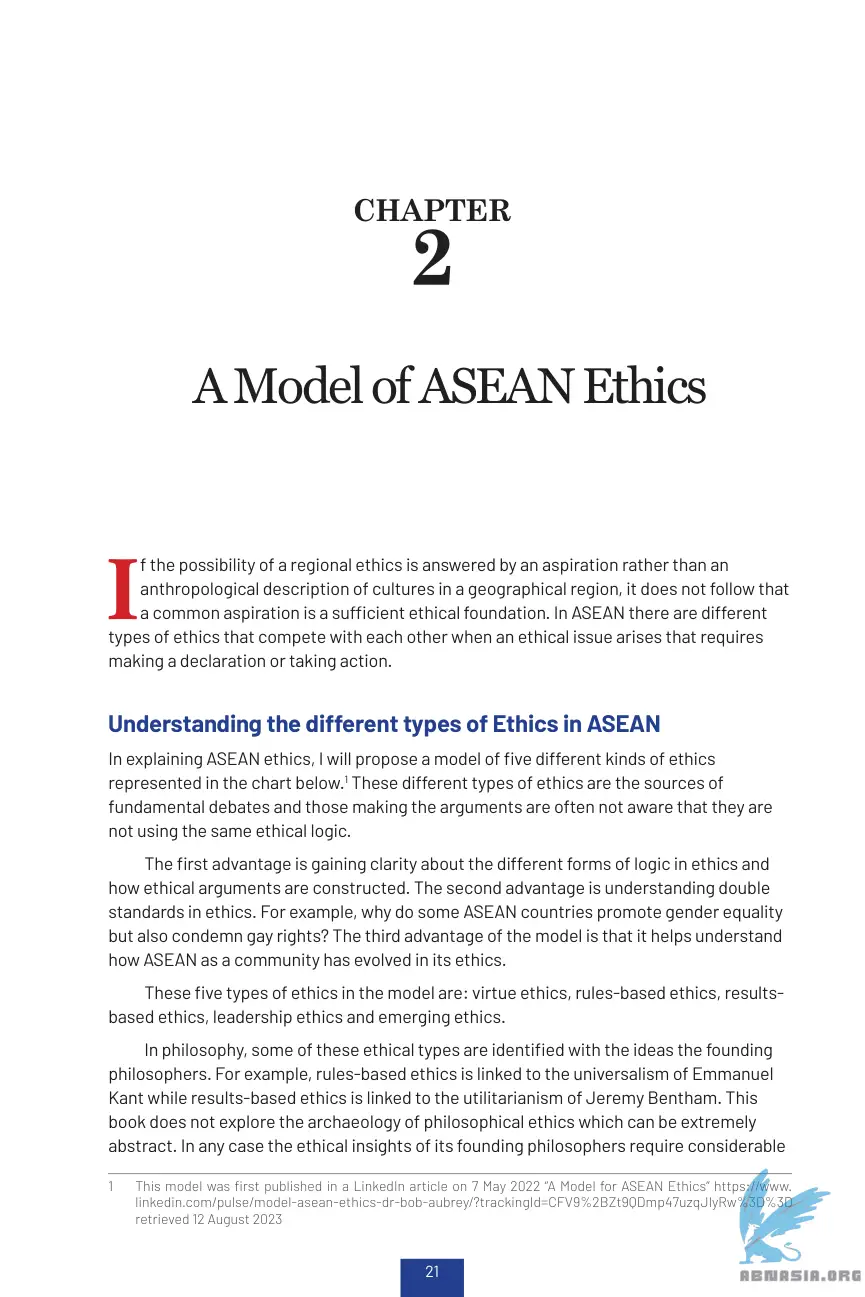 CHAPTER
2
A Model of ASEAN Ethics
If the possibility of a regional ethics is answered by an aspiration rather than an
anthropological description of cultures in a geographical region, it does not follow that
a common aspiration is a sufficient ethical foundation. In ASEAN there are different
types of ethics that compete with each other when an ethical issue arises that requires
making a declaration or taking action.
Understanding the different types of Ethics in ASEAN
In explaining ASEAN ethics, I will propose a model of five different kinds of ethics
represented in the chart below.1 These different types of ethics are the sources of
fundamental debates and those making the arguments are often not aware that they are
not using the same ethical logic.
The first advantage is gaining clarity about the different forms of logic in ethics and
how ethical arguments are constructed. The second advantage is understanding double
standards in ethics. For example, why do some ASEAN countries promote gender equality
but also condemn gay rights? The third advantage of the model is that it helps understand
how ASEAN as a community has evolved in its ethics.
These five types of ethics in the model are: virtue ethics, rules-based ethics, results-
based ethics, leadership ethics and emerging ethics.
In philosophy, some of these ethical types are identified with the ideas the founding
philosophers. For example, rules-based ethics is linked to the universalism of Emmanuel
Kant while results-based ethics is linked to the utilitarianism of Jeremy Bentham. This
book does not explore the archaeology of philosophical ethics which can be extremely
abstract. In any case the ethical insights of its founding philosophers require considerable
1 This model was first published in a LinkedIn article on 7 May 2022 “A Model for ASEAN Ethics” https://www.
linkedin.com/pulse/model-asean-ethics-dr-bob-aubrey/?trackingId=CFV9%2BZt9QDmp47uzqJIyRw%3D%3D
retrieved 12 August 2023
21
ABNASIA.ORG